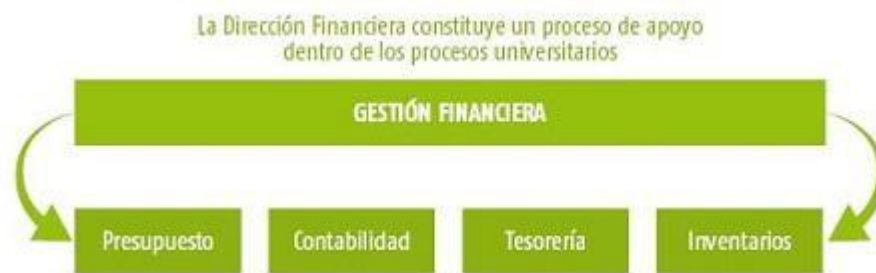 La Dirección Financiera constituye un proceso de apoyo
dentro de los procesos universitarios
GESTIÓN FINANCIERA
Presupuesto
Contabilidad
Tesorería
Inventarios